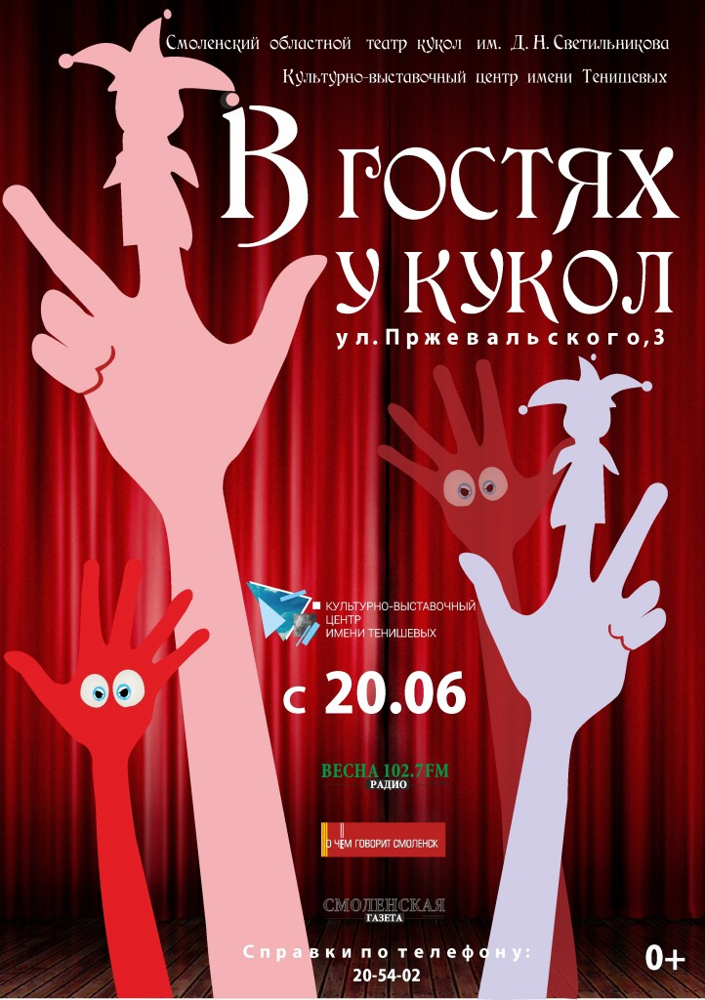 Смоленский областной театр кукол им. Д. Н. Светильникова
Культурно-выставочный центр имени Тенишевых
В ГОСТЯХ
У КУКОЛ
ул. Пржевальского, 3
КУЛЬТУРНО-ВЫСТАВОЧНЫЙ
ЦЕНТР
ИМЕНИ ТЕНИШЕВЫХ
с 20.06
ВЕСНА 102.7FM
РАДИО
О ЧЕМ ГОВОРИТ СМОЛЕНСК
СМОЛЕНСКАЯ
ГАЗЕТА
Справки по телефону:
20-54-02
0+